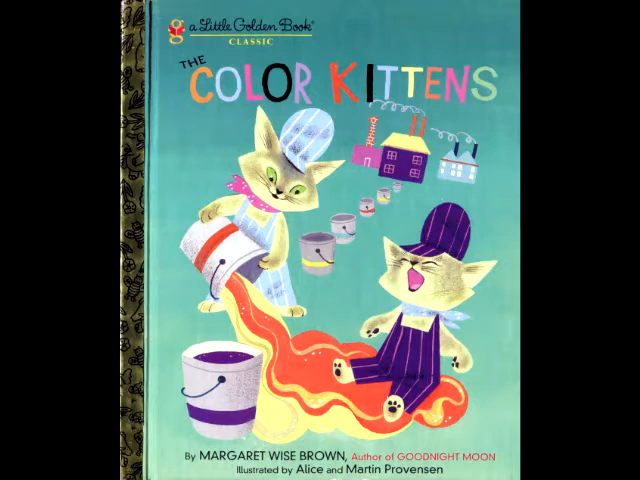 a Little Golden Book®
CLASSIC
THE
COLOR KITTENS
By MARGARET WISE BROWN, Author of GOODNIGHT MOON
Illustrated by Alice and Martin Provensen